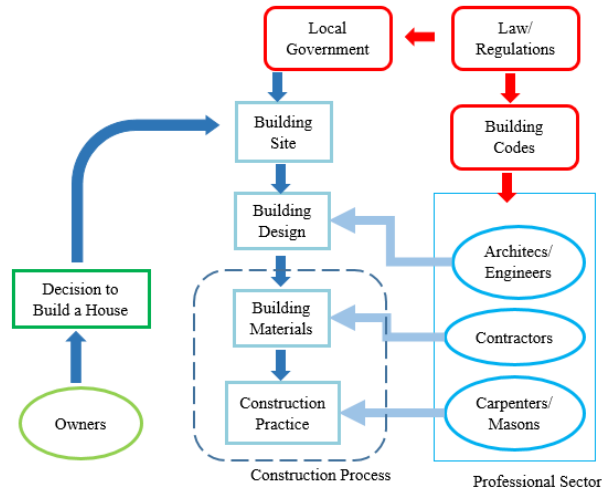 Local
Government
Law/
Regulations
Building
Site
Building
Codes
Building
Design
Architecs/
Engineers
Decision to
Build a House
Building
Materials
Contractors
Owners
Construction
Practice
Carpenters/
Masons
Construction Process
Professional Sector